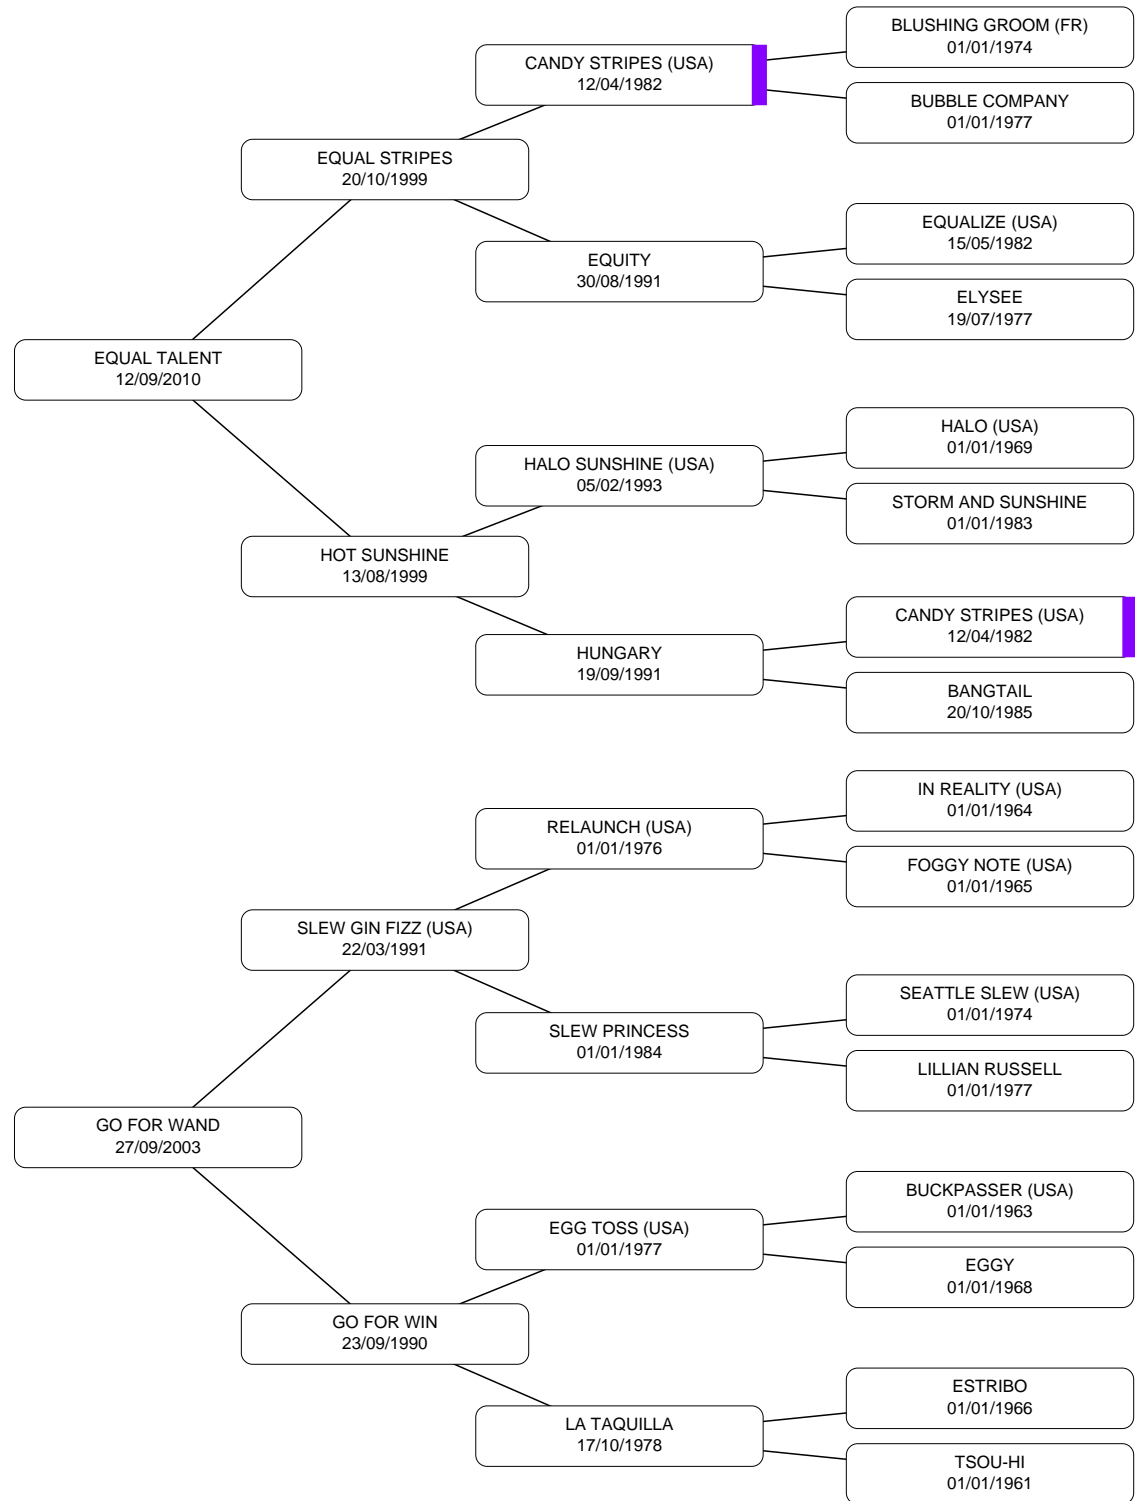 BLUSHING GROOM (FR)
01/01/1974
CANDY STRIPES (USA)
12/04/1982
BUBBLE COMPANY
01/01/1977
EQUAL STRIPES
20/10/1999
EQUALIZE (USA)
15/05/1982
EQUITY
30/08/1991
ELYSEE
19/07/1977
EQUAL TALENT
12/09/2010
HALO (USA)
01/01/1969
HALO SUNSHINE (USA)
05/02/1993
STORM AND SUNSHINE
01/01/1983
HOT SUNSHINE
13/08/1999
CANDY STRIPES (USA)
12/04/1982
HUNGARY
19/09/1991
BANGTAIL
20/10/1985
IN REALITY (USA)
01/01/1964
RELAUNCH (USA)
01/01/1976
FOGGY NOTE (USA)
01/01/1965
SLEW GIN FIZZ (USA)
22/03/1991
SEATTLE SLEW (USA)
01/01/1974
SLEW PRINCESS
01/01/1984
LILLIAN RUSSELL
01/01/1977
GO FOR WAND
27/09/2003
BUCKPASSER (USA)
01/01/1963
EGG TOSS (USA)
01/01/1977
EGGY
01/01/1968
GO FOR WIN
23/09/1990
ESTRIBO
01/01/1966
LA TAQUILLA
17/10/1978
TSOU-HI
01/01/1961